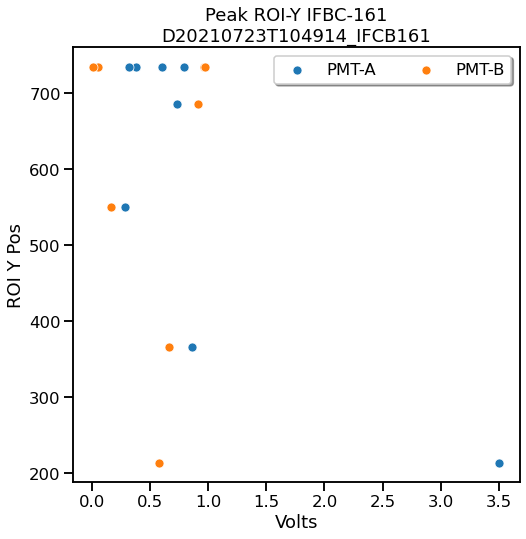 Peak ROI-Y IFBC-161
D20210723T104914_IFCB161
PMT-A PMT-B
700
600
500
400
300
200
ROI Y Pos
0.0 0.5 1.0 1.5 2.0 2.5 3.0 3.5
Volts